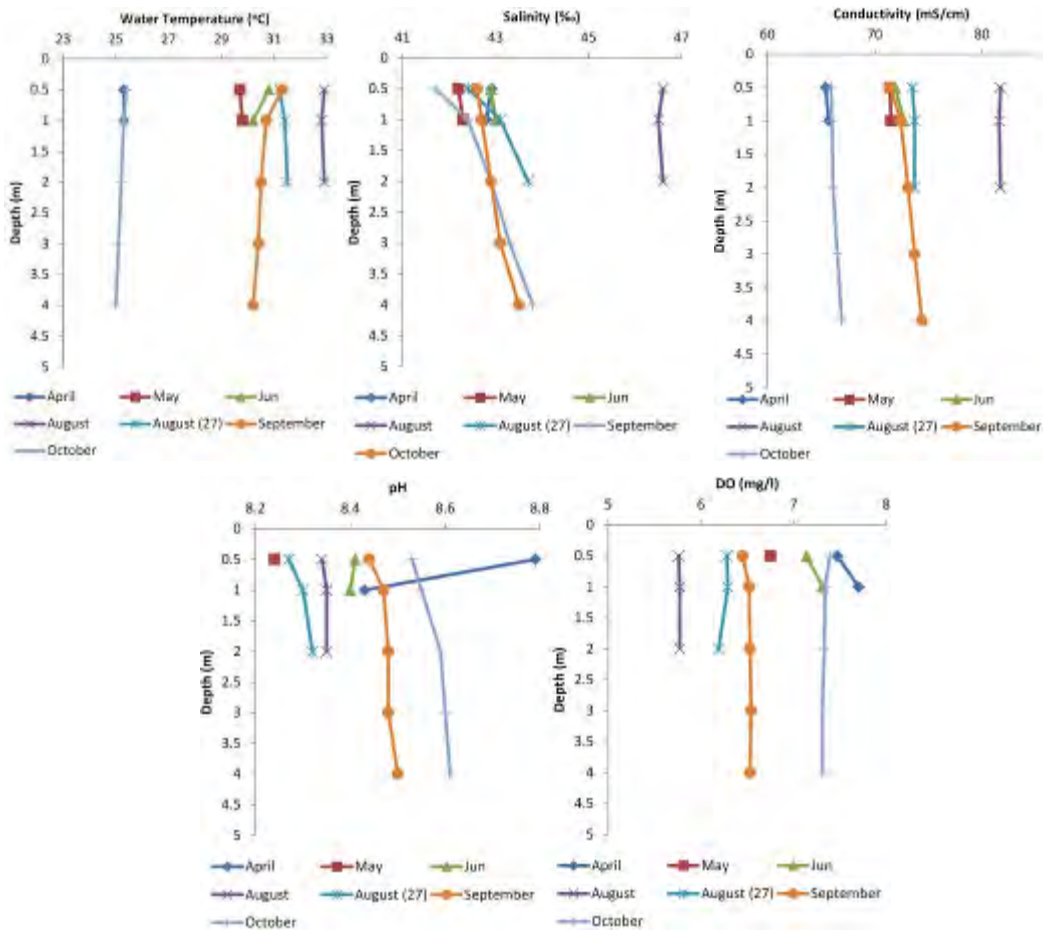 Water Temperature (°C)
23 25 27 29 31 33
0
0.5
1
1.5
2
2.5
3
3.5
4
4.5
5
Depth (m)
April May Jun
August August (27) September
October
Salinity (‰)
41 43 45 47
0
0.5
1
1.5
2
2.5
3
3.5
4
4.5
5
Depth (m)
April May Jun
August August (27) September
October
Conductivity (mS/cm)
60 70 80
0
0.5
1
1.5
2
2.5
3
3.5
4
4.5
5
Depth (m)
April May Jun
August August (27) September
October
pH
8.2 8.4 8.6 8.8
0
0.5
1
1.5
2
2.5
3
3.5
4
4.5
5
Depth (m)
April May Jun
August August (27) September
October
DO (mg/l)
5 6 7 8
0
0.5
1
1.5
2
2.5
3
3.5
4
4.5
5
Depth (m)
April May Jun
August August (27) September
October